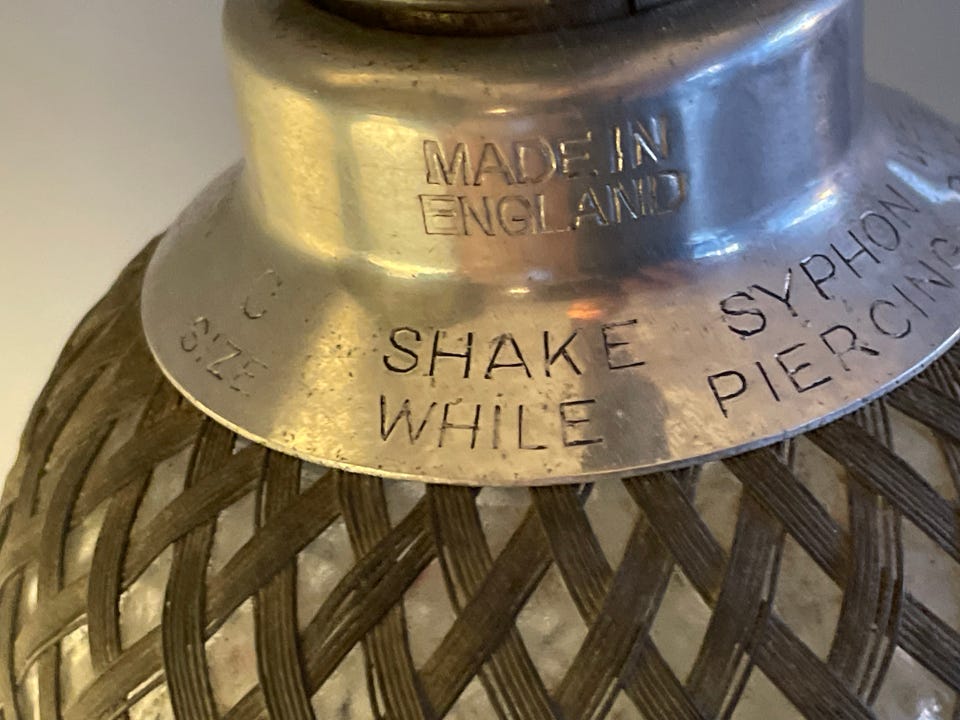 MADE IN
ENGLAND
C
SIZE
SHAKE SYPHON
WHILE PIERCING